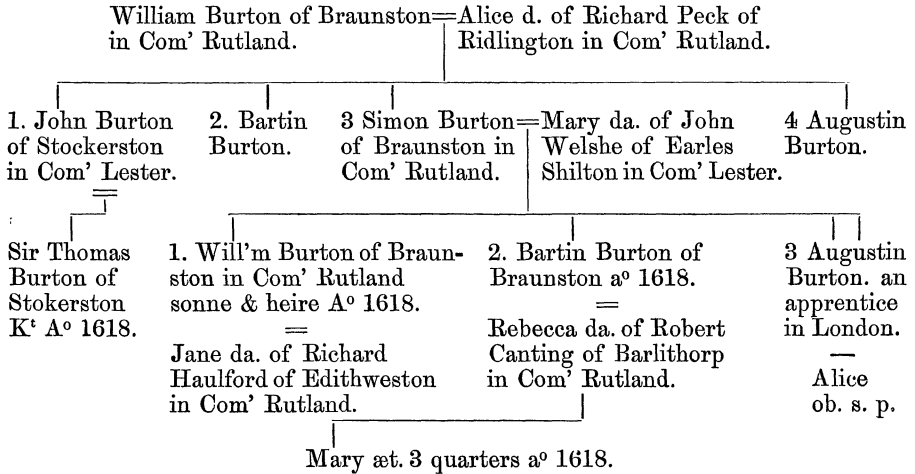 William Burton of Braunston=Alice d. of Richard Peck of
in Com' Rutland. Ridlington in Com' Rutland.
1. John Burton
of Stockerston
in Com' Lester.
=
2. Bartin
Burton.
3 Simon Burton=Mary da. of John
of Braunston in Welshe of Earles
Com' Rutland. Shilton in Com' Lester.
4 Augustin
Burton.
Sir Thomas
Burton of
Stokerston
Kᵗ Aᵒ 1618.
1. Will'm Burton of Braun-
ston in Com' Rutland
sonne & heire Aᵒ 1618.
=
Jane da. of Richard
Haulford of Edithweston
in Com' Rutland.
2. Bartin Burton of
Braunston aᵒ 1618.
=
Rebecca da. of Robert
Canting of Barlithorp
in Com' Rutland.
3 Augustin
Burton. an
apprentice
in London.
—
Alice
ob. s. p.
Mary æt. 3 quarters aᵒ 1618.